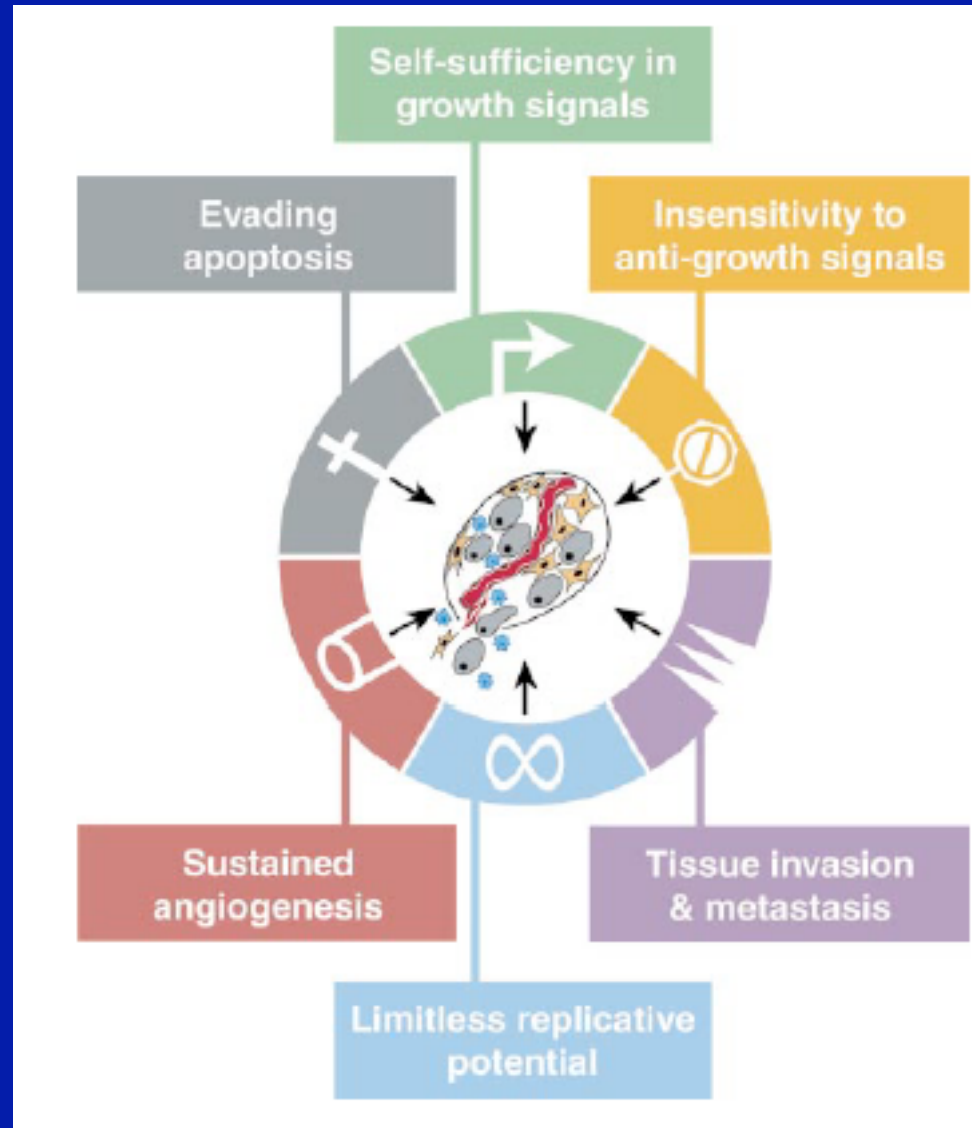 Self-sufficiency in
growth signals
Evading
apoptosis
Insensitivity to
anti-growth signals
Sustained
angiogenesis
Tissue invasion
& metastasis
Limitless replicative
potential